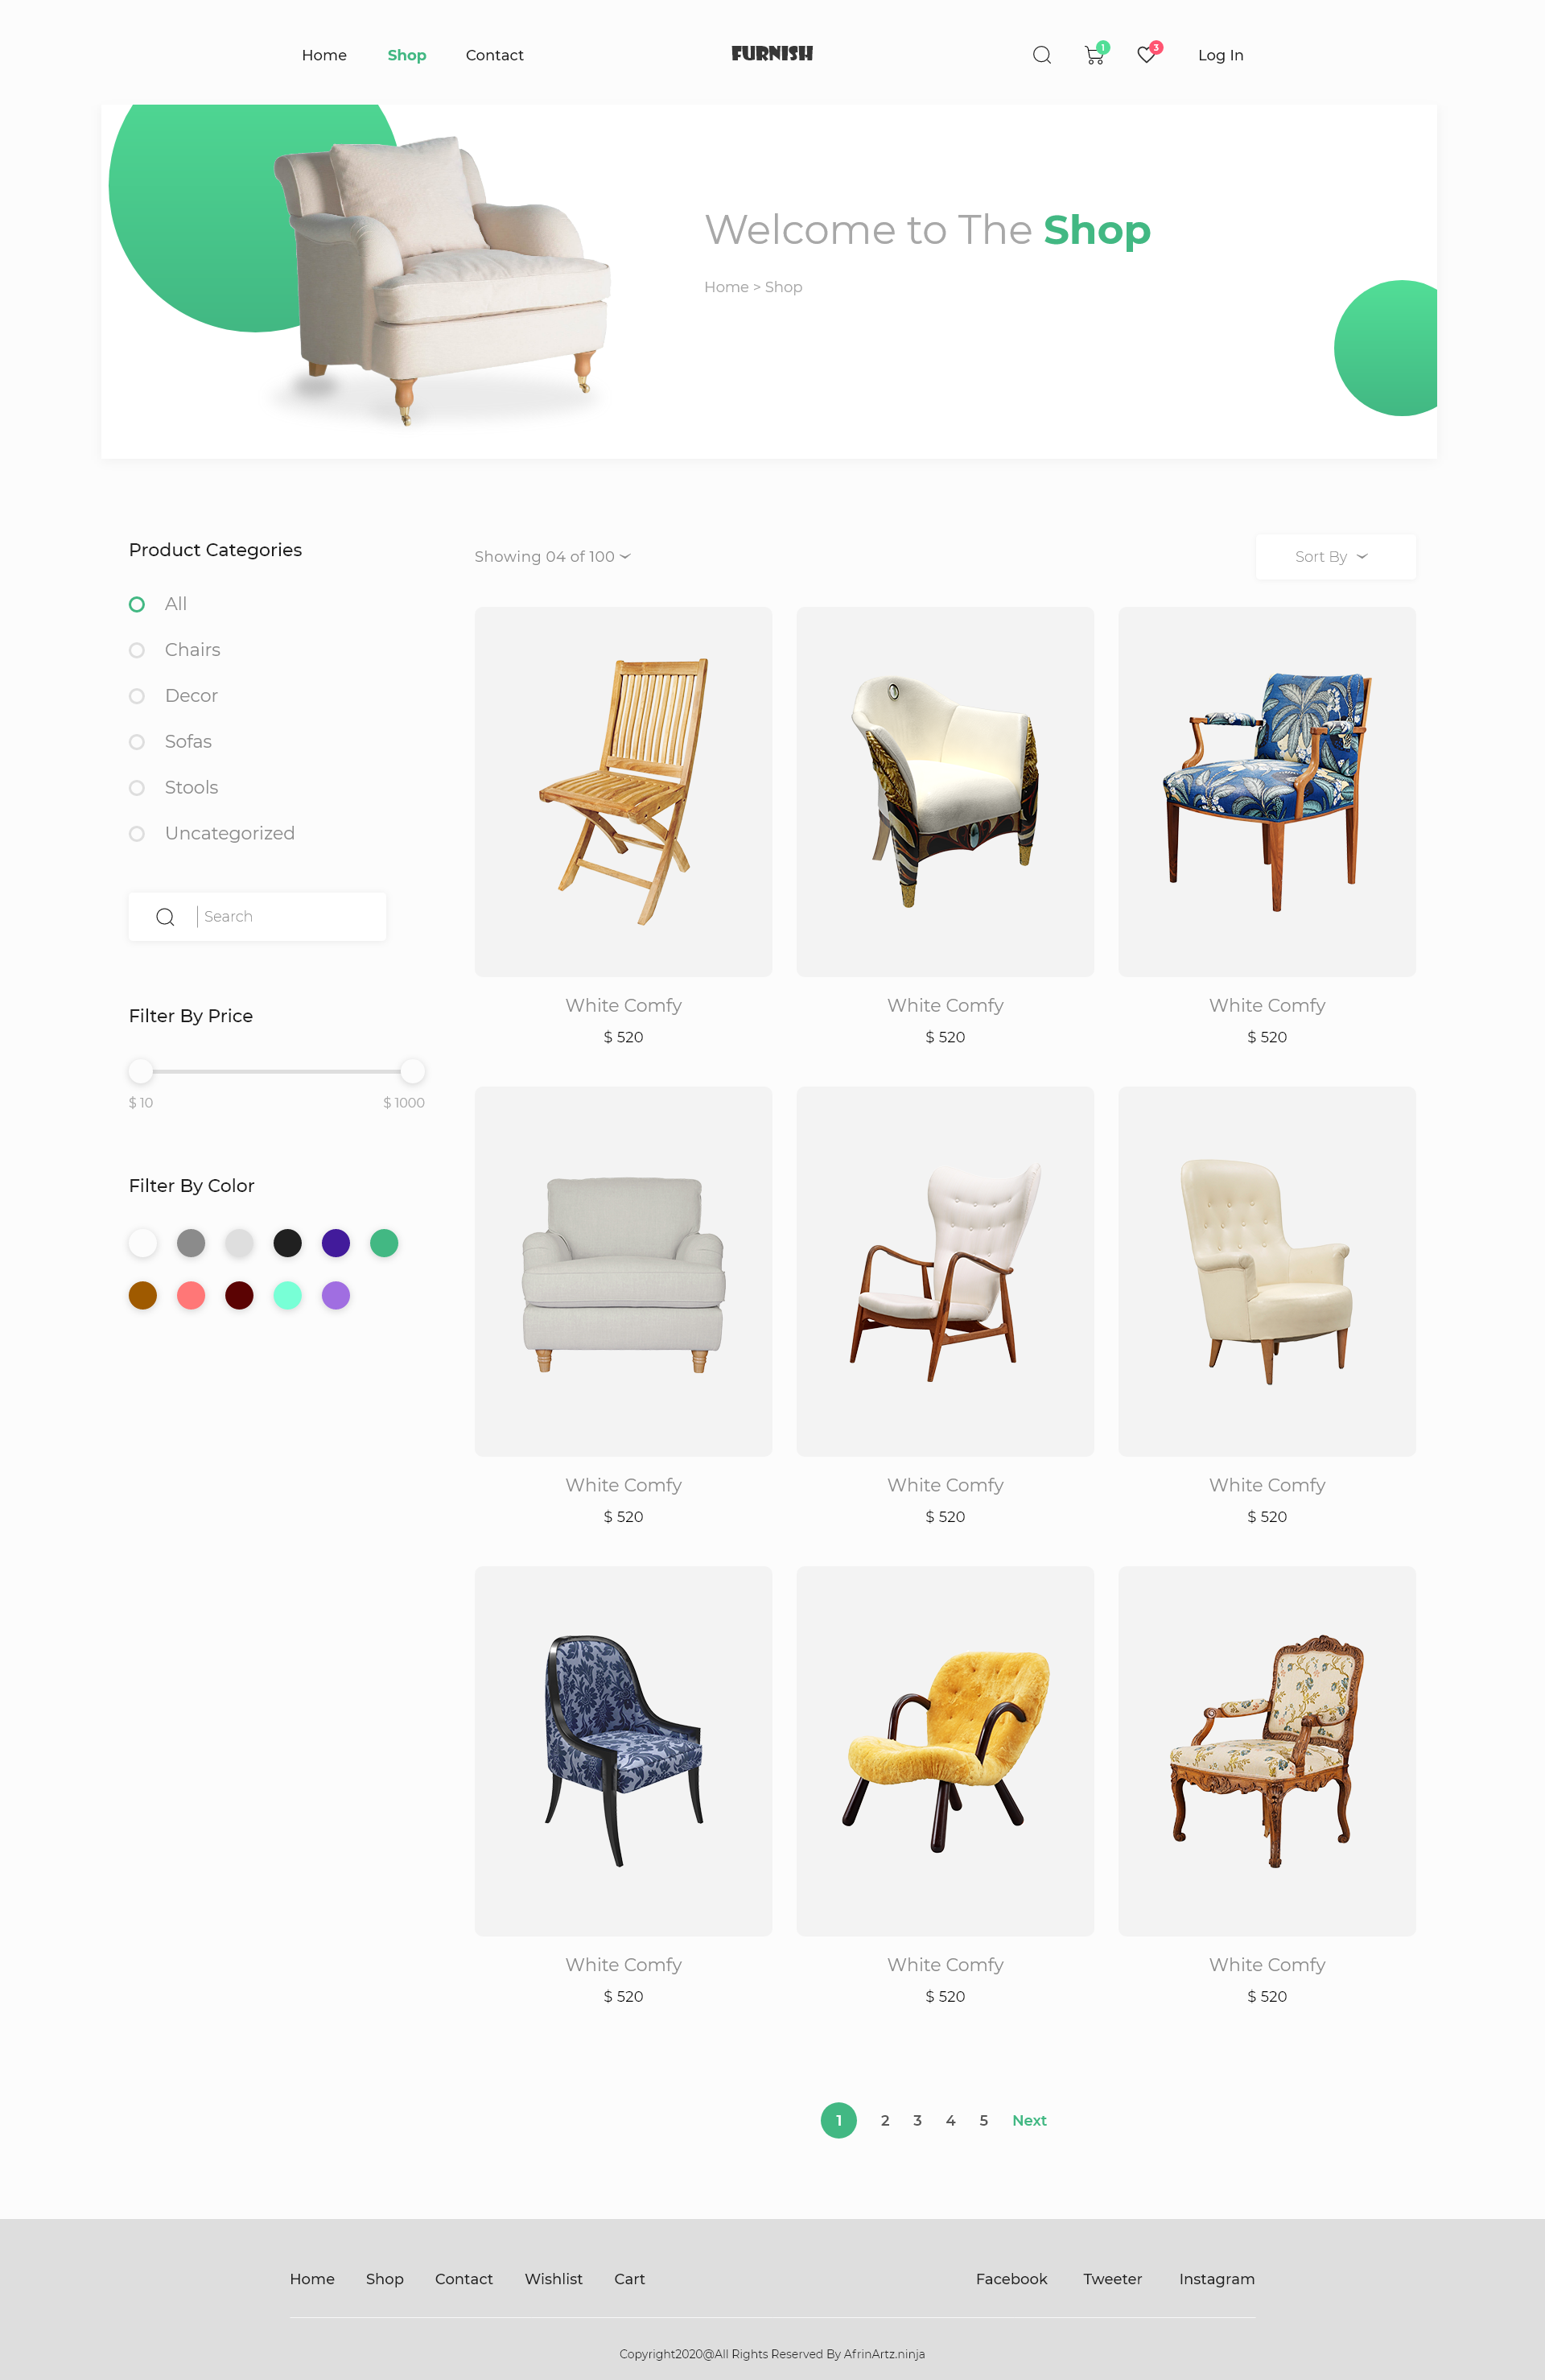 Home Shop Contact FURNISH 1 3 Log In
Welcome to The Shop
Home > Shop
Product Categories
All
Chairs
Decor
Sofas
Stools
Uncategorized
Search
Filter By Price
$ 10 $ 1000
Filter By Color
Showing 04 of 100 Sort By
White Comfy White Comfy White Comfy
$ 520 $ 520 $ 520
White Comfy White Comfy White Comfy
$ 520 $ 520 $ 520
White Comfy White Comfy White Comfy
$ 520 $ 520 $ 520
1 2 3 4 5 Next
Home Shop Contact Wishlist Cart Facebook Tweeter Instagram
Copyright2020@All Rights Reserved By AfrinArtz.ninja